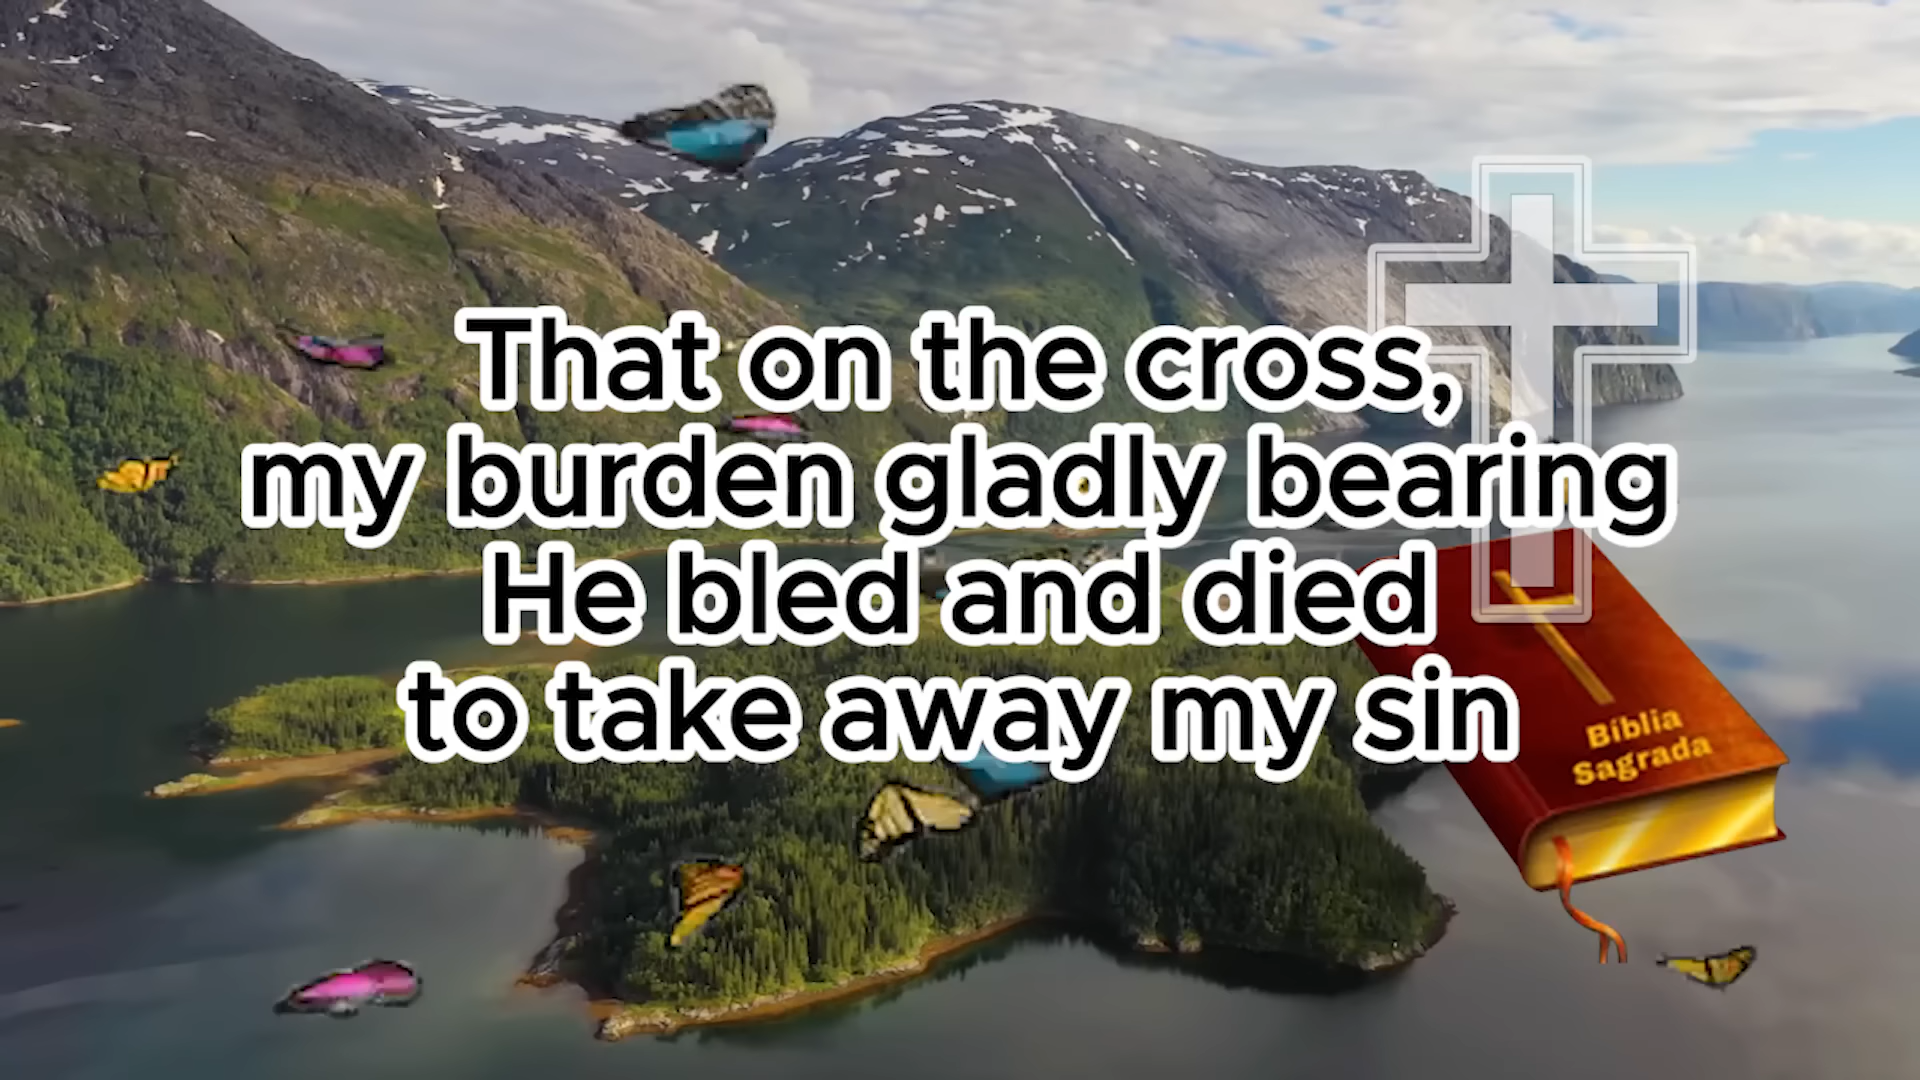 That on the cross,
my burden gladly bearing
He bled and died
to take away my sin
Bíblia
Sagrada